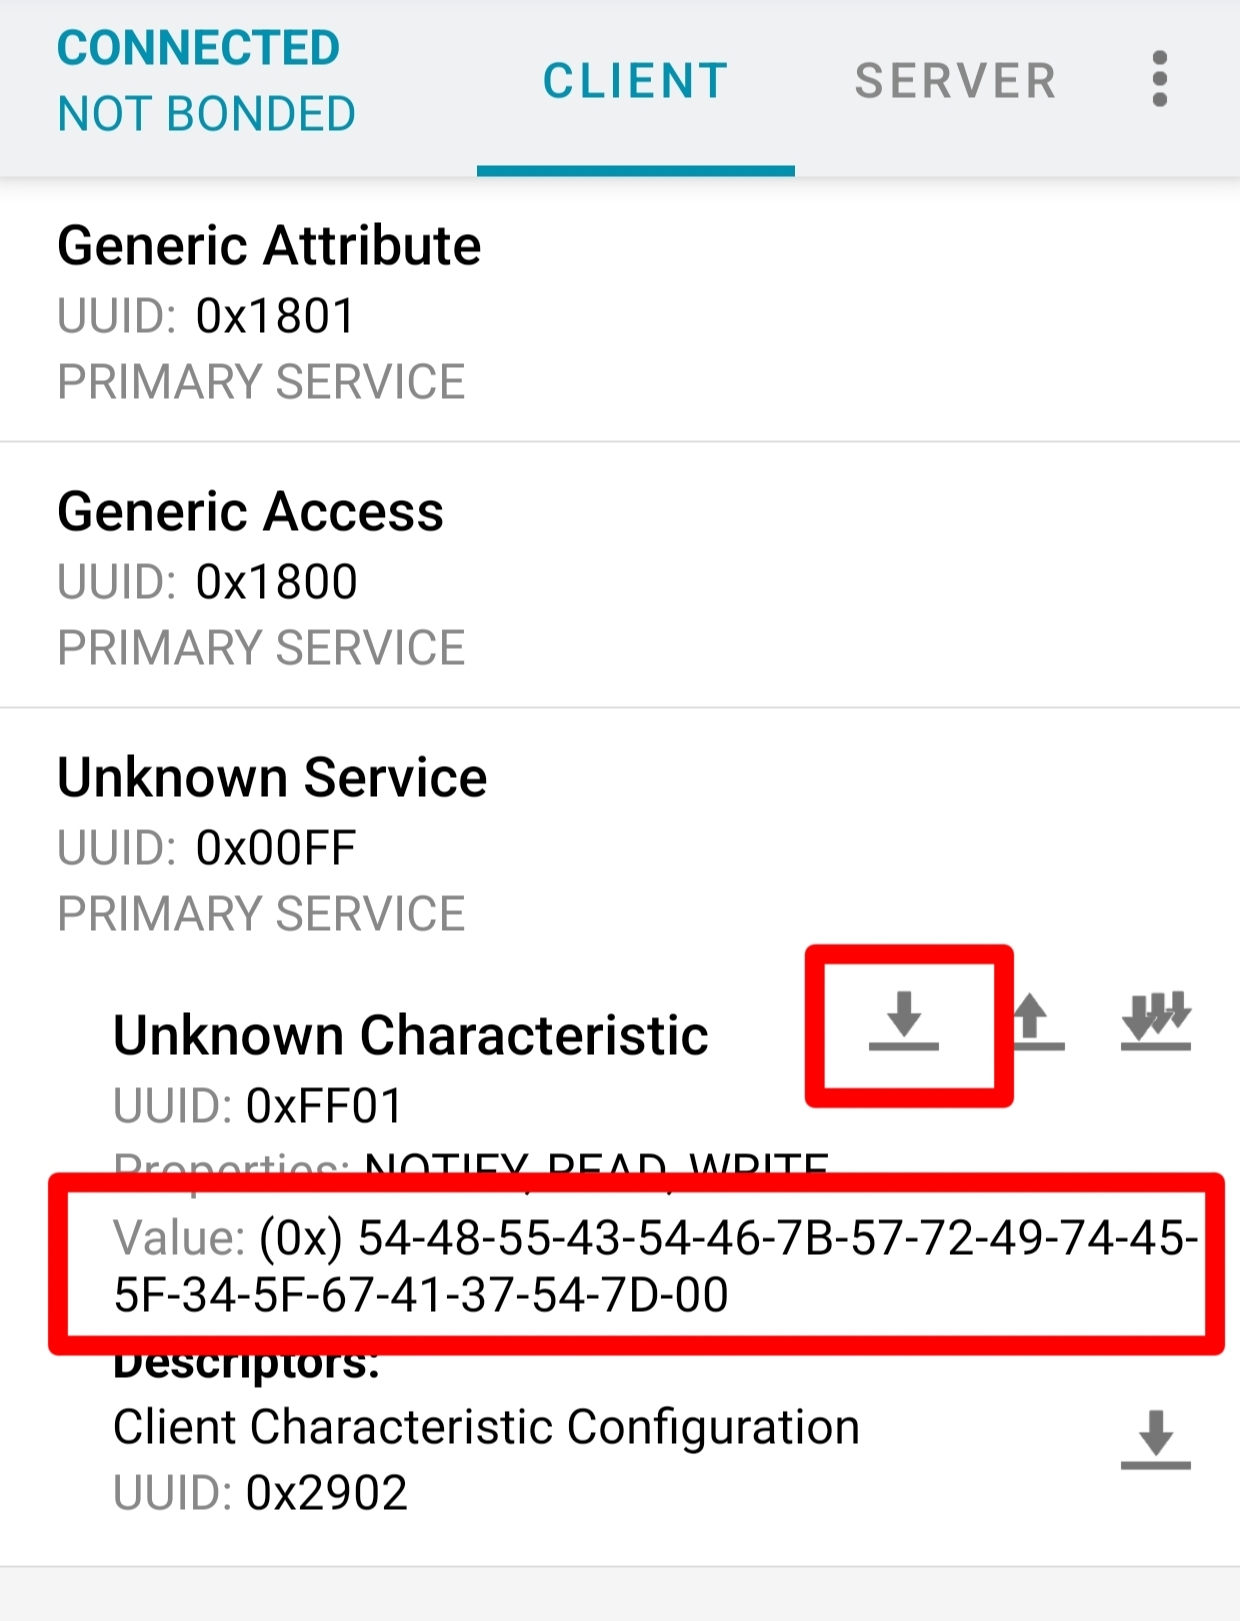 CONNECTED
NOT BONDED
CLIENT
SERVER
Generic Attribute
UUID: 0x1801
PRIMARY SERVICE
Generic Access
UUID: 0x1800
PRIMARY SERVICE
Unknown Service
UUID: 0x00FF
PRIMARY SERVICE
Unknown Characteristic
UUID: 0xFF01
Properties: NOTIFY, READ, WRITE
Value: (0x) 54-48-55-43-54-46-7B-57-72-49-74-45-
5F-34-5F-67-41-37-54-7D-00
Descriptors:
Client Characteristic Configuration
UUID: 0x2902